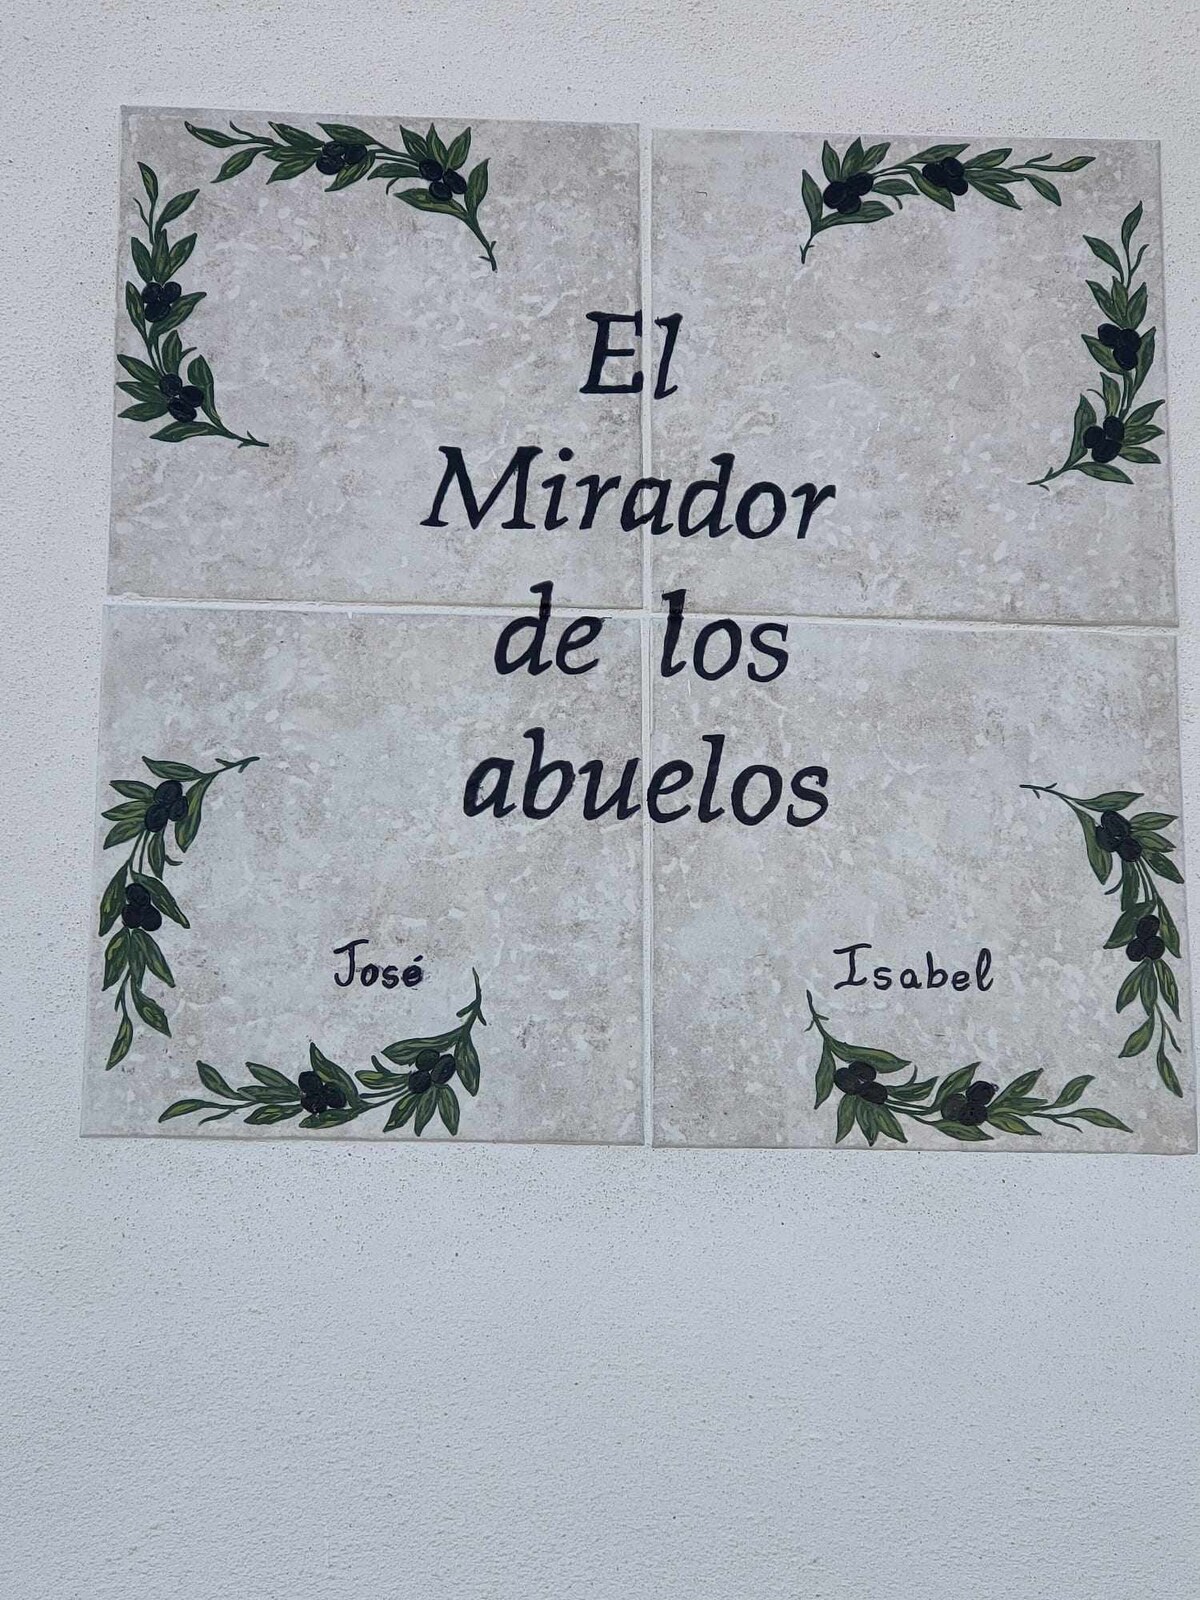 El
Mirador
de los
abuelos
José
Isabel